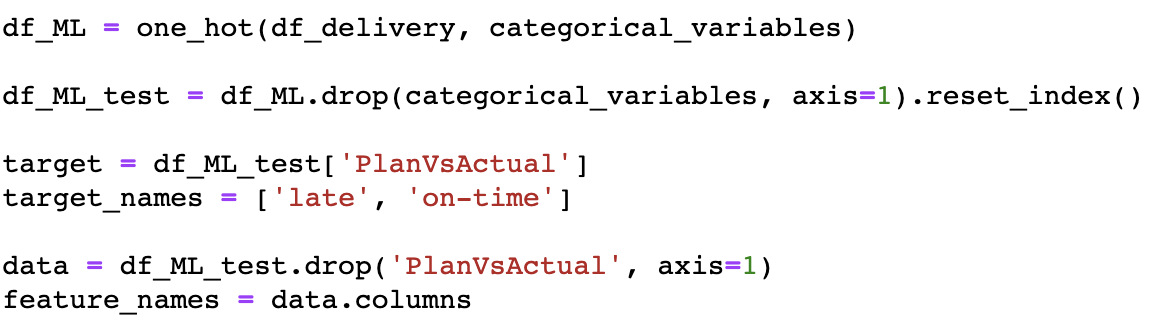 df_ML = one_hot(df_delivery, categorical_variables)
df_ML_test = df_ML.drop(categorical_variables, axis=1).reset_index()
target = df_ML_test['PlanVsActual']
target_names = ['late', 'on-time']
data = df_ML_test.drop('PlanVsActual', axis=1)
feature_names = data.columns